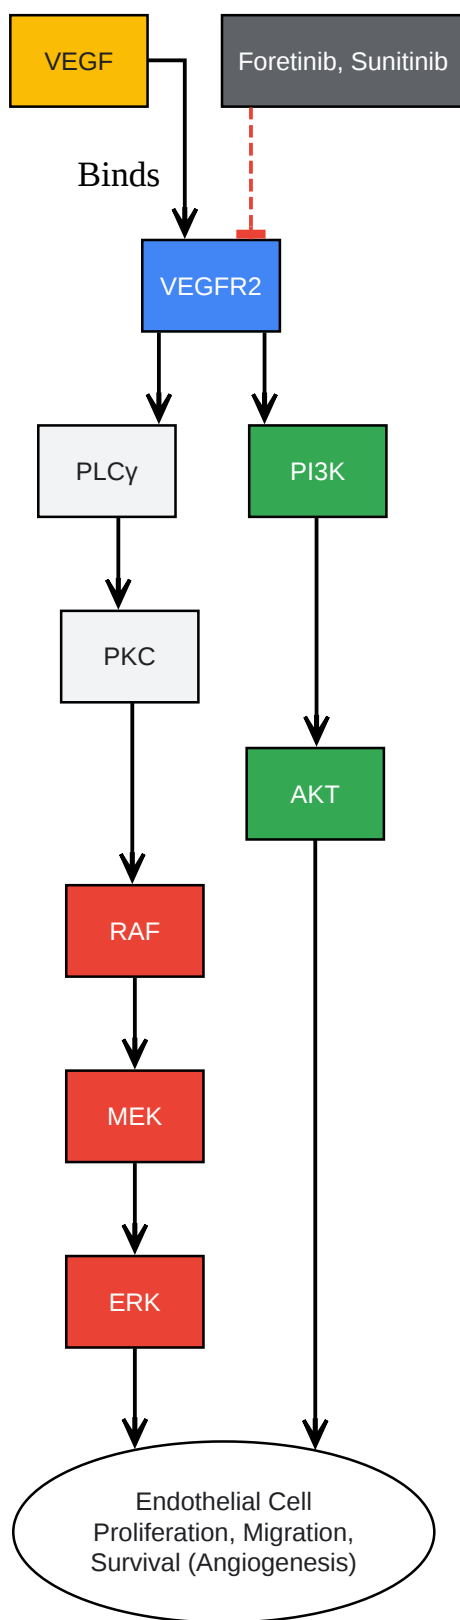 VEGF
Foretinib, Sunitinib
Binds
VEGFR2
PLCγ
PI3K
PKC
AKT
RAF
MEK
ERK
Endothelial Cell
Proliferation, Migration,
Survival (Angiogenesis)